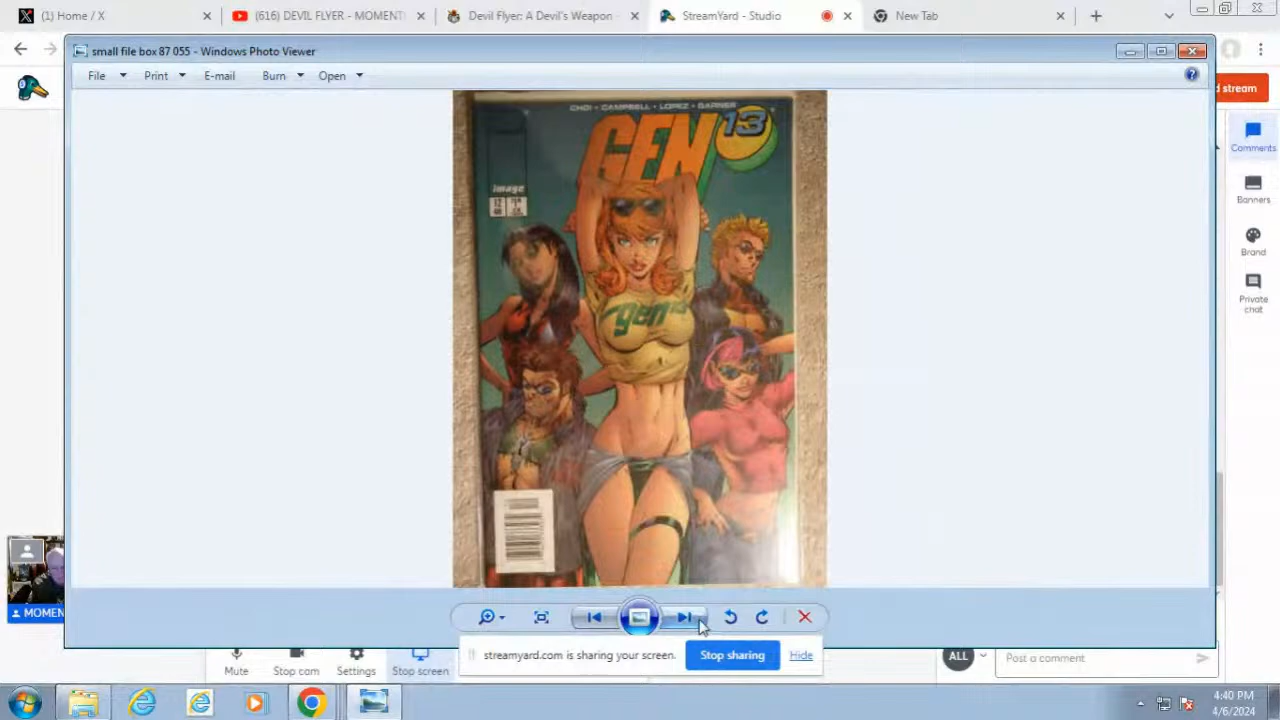 (1) Home / X
(616) DEVIL FLYER - MOMENT
Devil Flyer: A Devil's Weapon -
StreamYard - Studio
New Tab
small file box 87 055 - Windows Photo Viewer
File
Print
E-mail
Burn
Open
d stream
CHOI • CAMPBELL • LOPEZ • GARNER
GEN 13
image
gen13
Comments
Banners
Brand
Private
chat
MOMEN
streamyard.com is sharing your screen.
Stop sharing
Hide
Mute
Stop cam
Settings
Stop screen
ALL
Post a comment
4:40 PM
4/6/2024